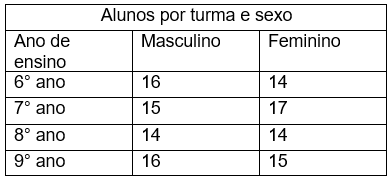 Alunos por turma e sexo
Ano de ensino Masculino Feminino
6° ano 16 14
7° ano 15 17
8° ano 14 14
9° ano 16 15